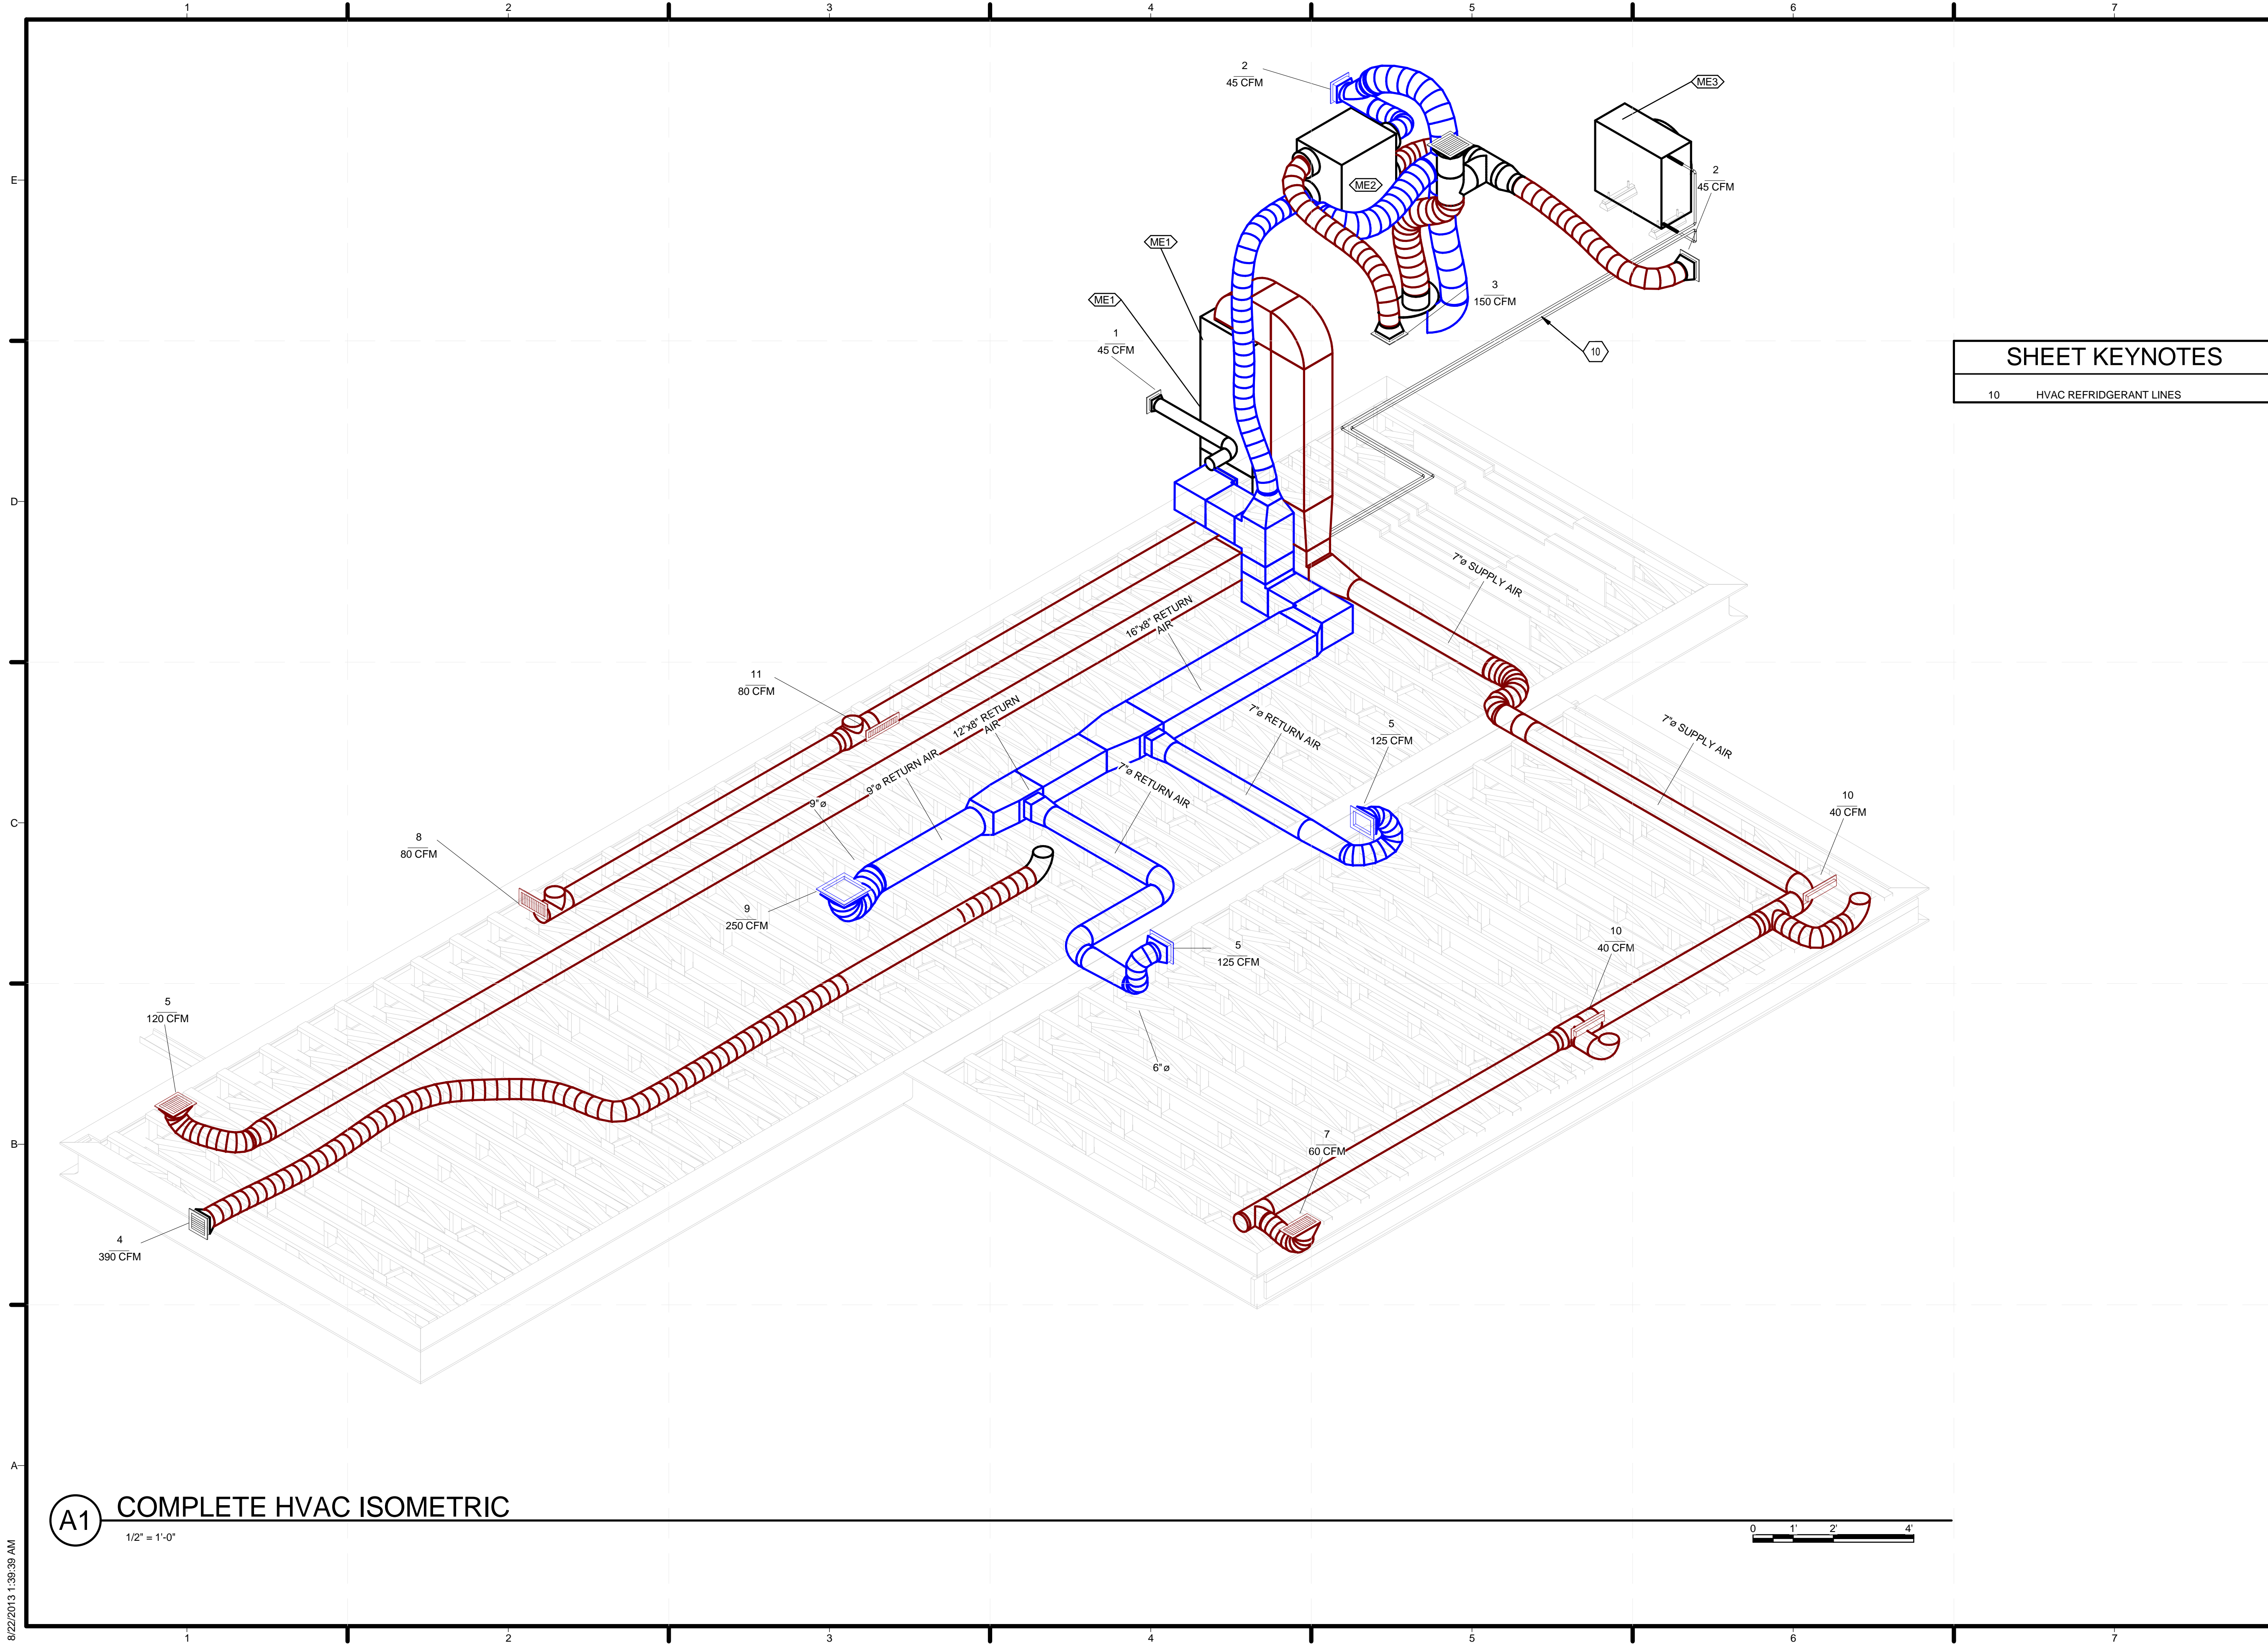 1 2 3 4 5 6 7
2
45 CFM
ME3
E
ME2
2
45 CFM
ME1
ME1
3
150 CFM
1
45 CFM
10
SHEET KEYNOTES
10 HVAC REFRIDGERANT LINES
D
7"ø SUPPLY AIR
16"x8" RETURN
AIR
11
80 CFM
12"x8" RETURN
AIR
7"ø RETURN AIR
5
125 CFM
7"ø SUPPLY AIR
9"ø RETURN AIR
7"ø RETURN AIR
9"ø
10
40 CFM
C
8
80 CFM
9
250 CFM
10
40 CFM
5
125 CFM
5
120 CFM
6"ø
B
7
60 CFM
4
390 CFM
A
A1
COMPLETE HVAC ISOMETRIC
1/2" = 1'-0"
0 1' 2' 4'
8/22/2013 1:39:39 AM
1 2 3 4 5 6 7